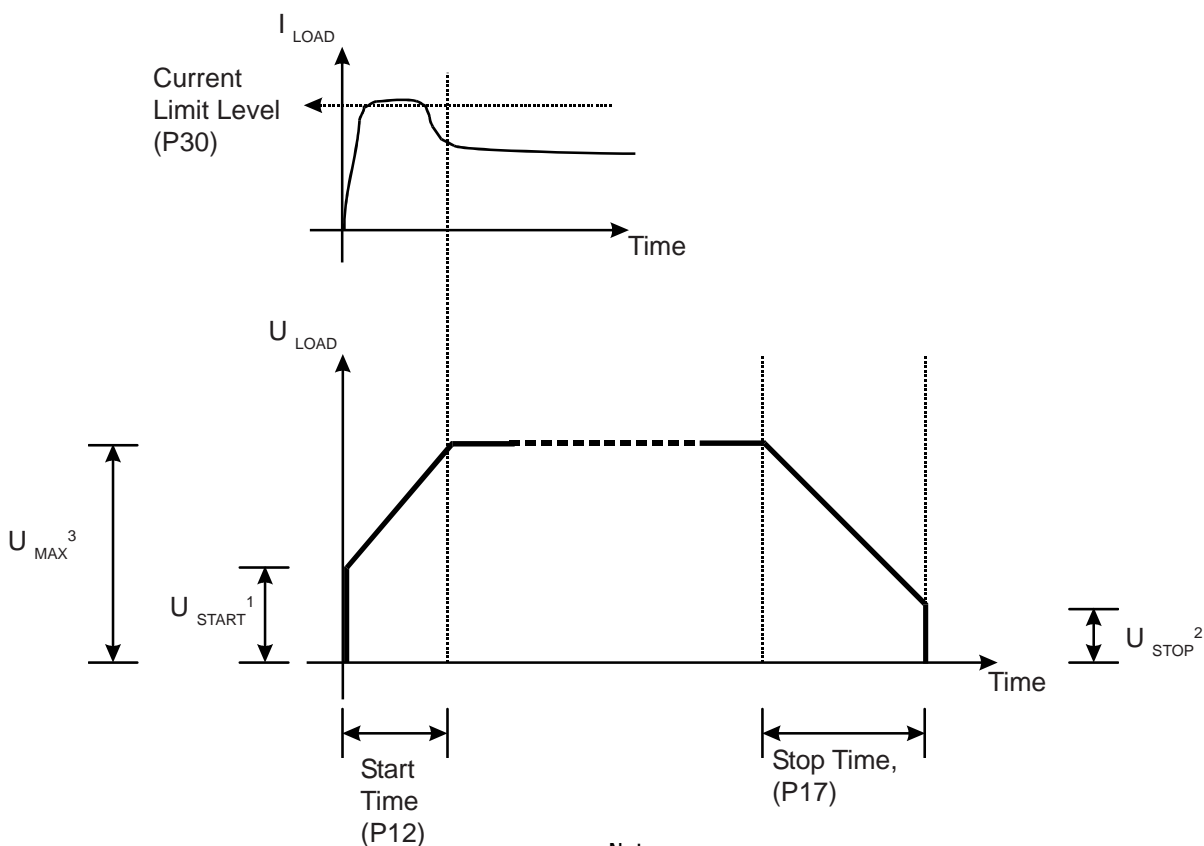 I LOAD
Current
Limit Level
(P30)
Time
U LOAD
U MAX 3
U START 1
U STOP 2
Time
Start
Time
(P12)
Stop Time,
(P17)